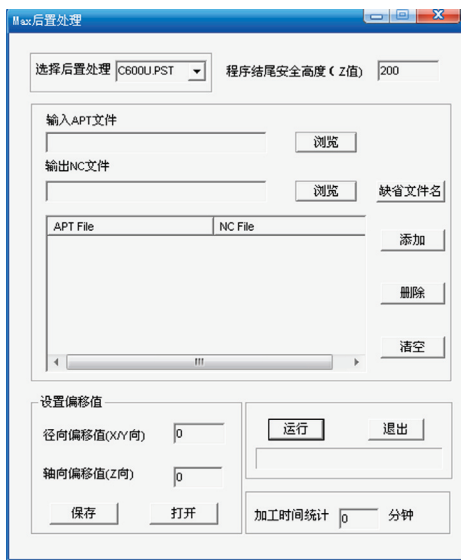 Max后置处理
选择后置处理 C600U.PST 程序结尾安全高度(Z值) 200
输入APT文件
浏览
输出NC文件
浏览 缺省文件名
APT File NC File
添加
删除
清空
设置偏移值
径向偏移值(X/Y向) 0
轴向偏移值(Z向) 0
保存 打开
运行 退出
加工时间统计 0 分钟